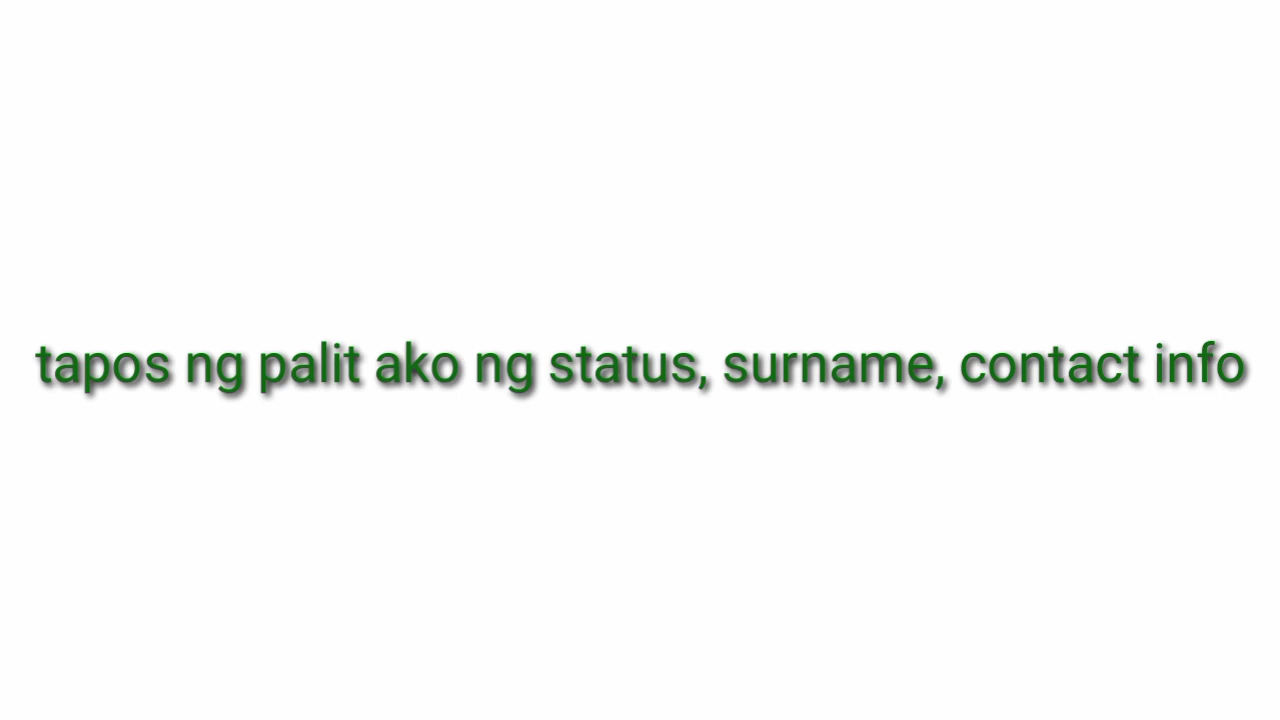 tapos ng palit ako ng status, surname, contact info